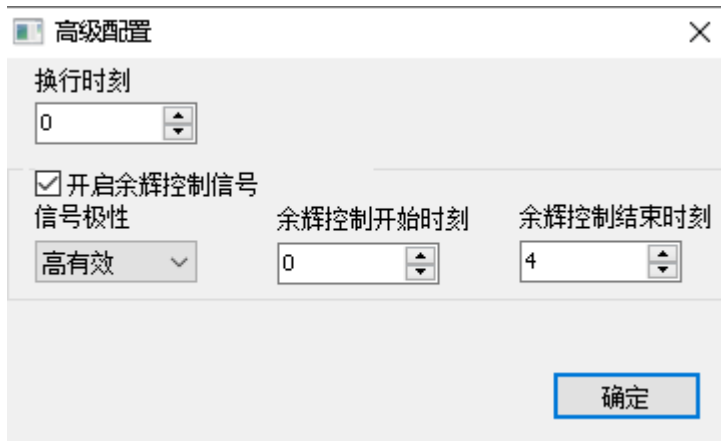 高级配置
换行时刻
0
开启余辉控制信号
信号极性 余辉控制开始时刻 余辉控制结束时刻
高有效 0 4
确定